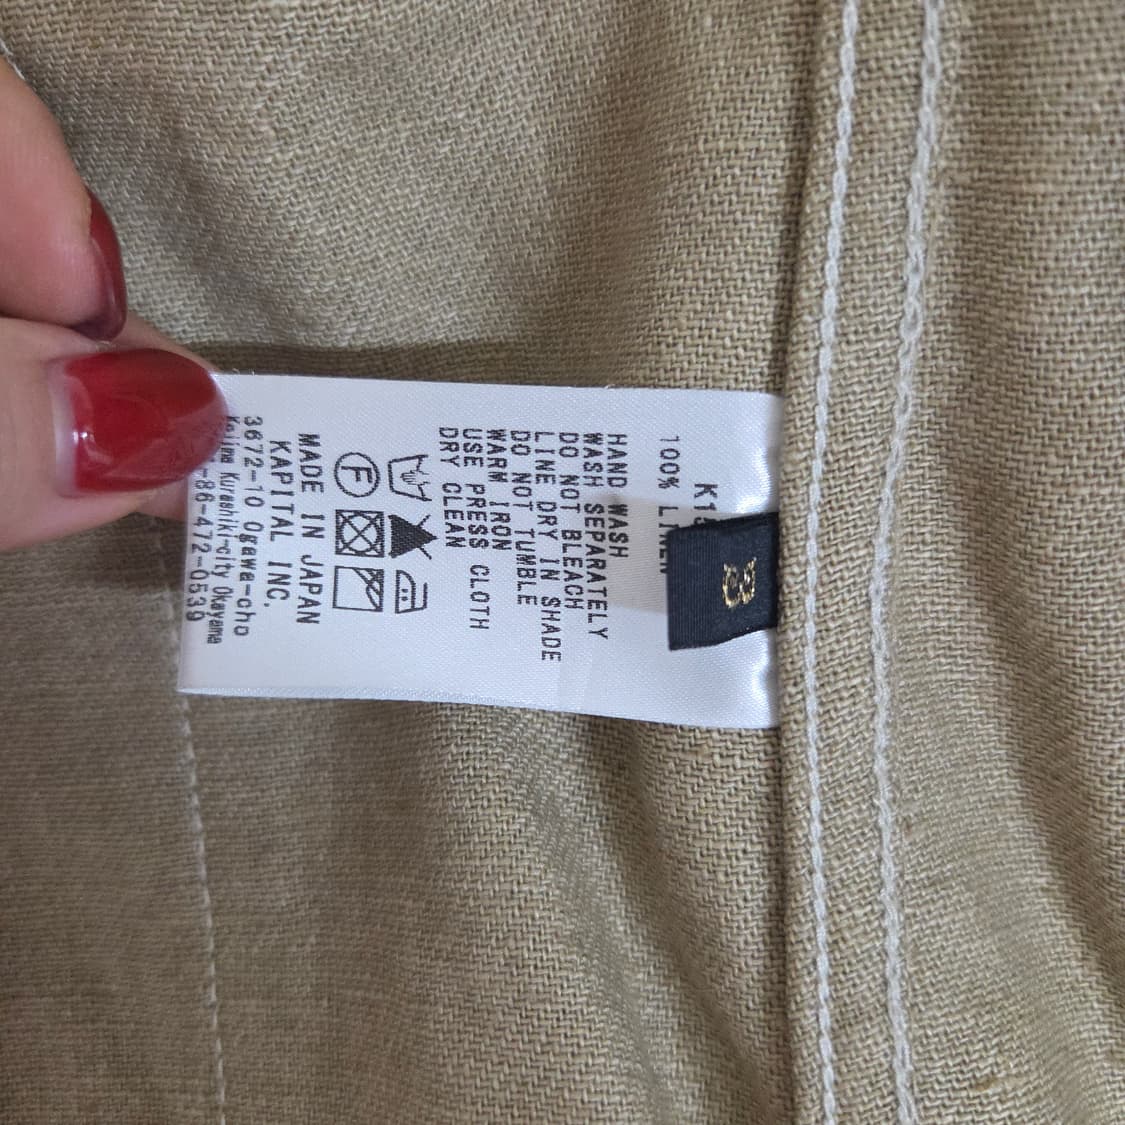 K1
100% LINEN
3
HAND WASH
WASH SEPARATELY
DO NOT BLEACH
LINE DRY IN SHADE
DO NOT TUMBLE
WARM IRON
USE PRESS CLOTH
DRY CLEAN
F
MADE IN JAPAN
KAPITAL INC.
3672-10 Ogawa-cho
Kojima Kurashiki-city Okayama
-86-472-0539